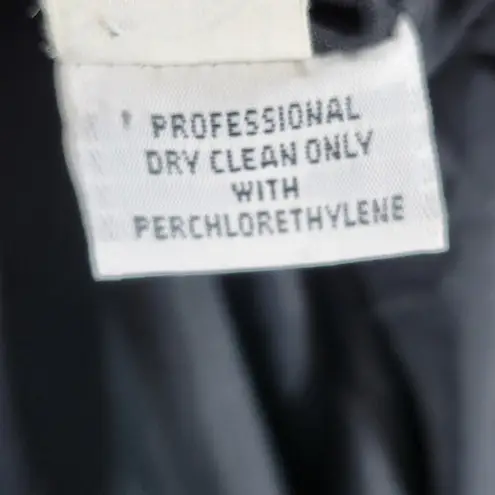 PROFESSIONAL
DRY CLEAN ONLY
WITH
PERCHLORETHYLENE